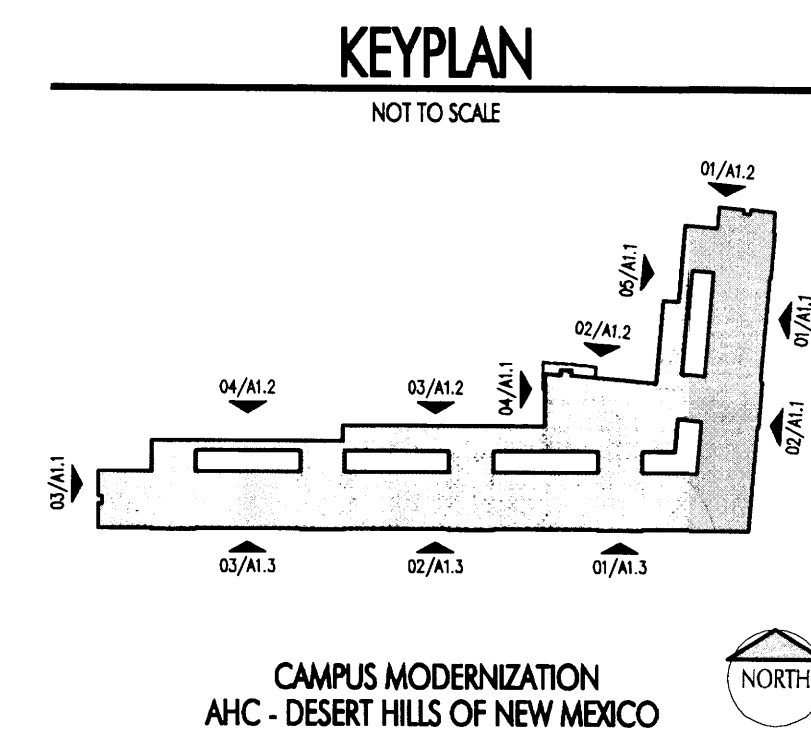 KEYPLAN
NOT TO SCALE
01/A1.2
05/A1.1
01/A1.1
02/A1.2
04/A1.1
04/A1.2
03/A1.2
02/A1.1
03/A1.1
03/A1.3
02/A1.3
01/A1.3
NORTH
CAMPUS MODERNIZATION
AHC - DESERT HILLS OF NEW MEXICO